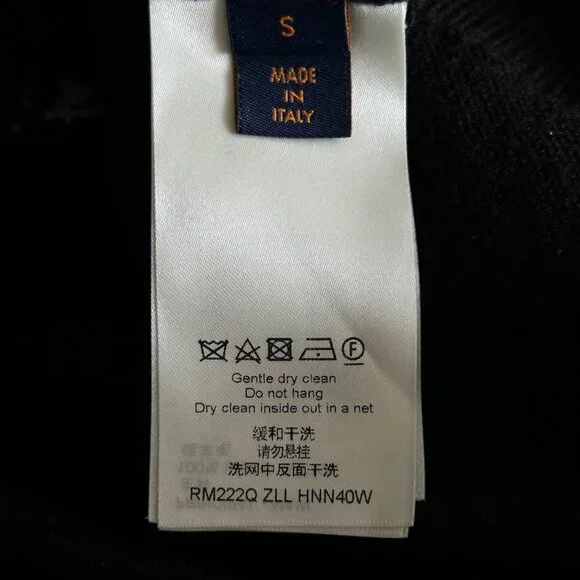 S
MADE
IN
ITALY
F
Gentle dry clean
Do not hang
Dry clean inside out in a net
缓和干洗
请勿悬挂
洗网中反面干洗
RM222Q ZLL HNN40W